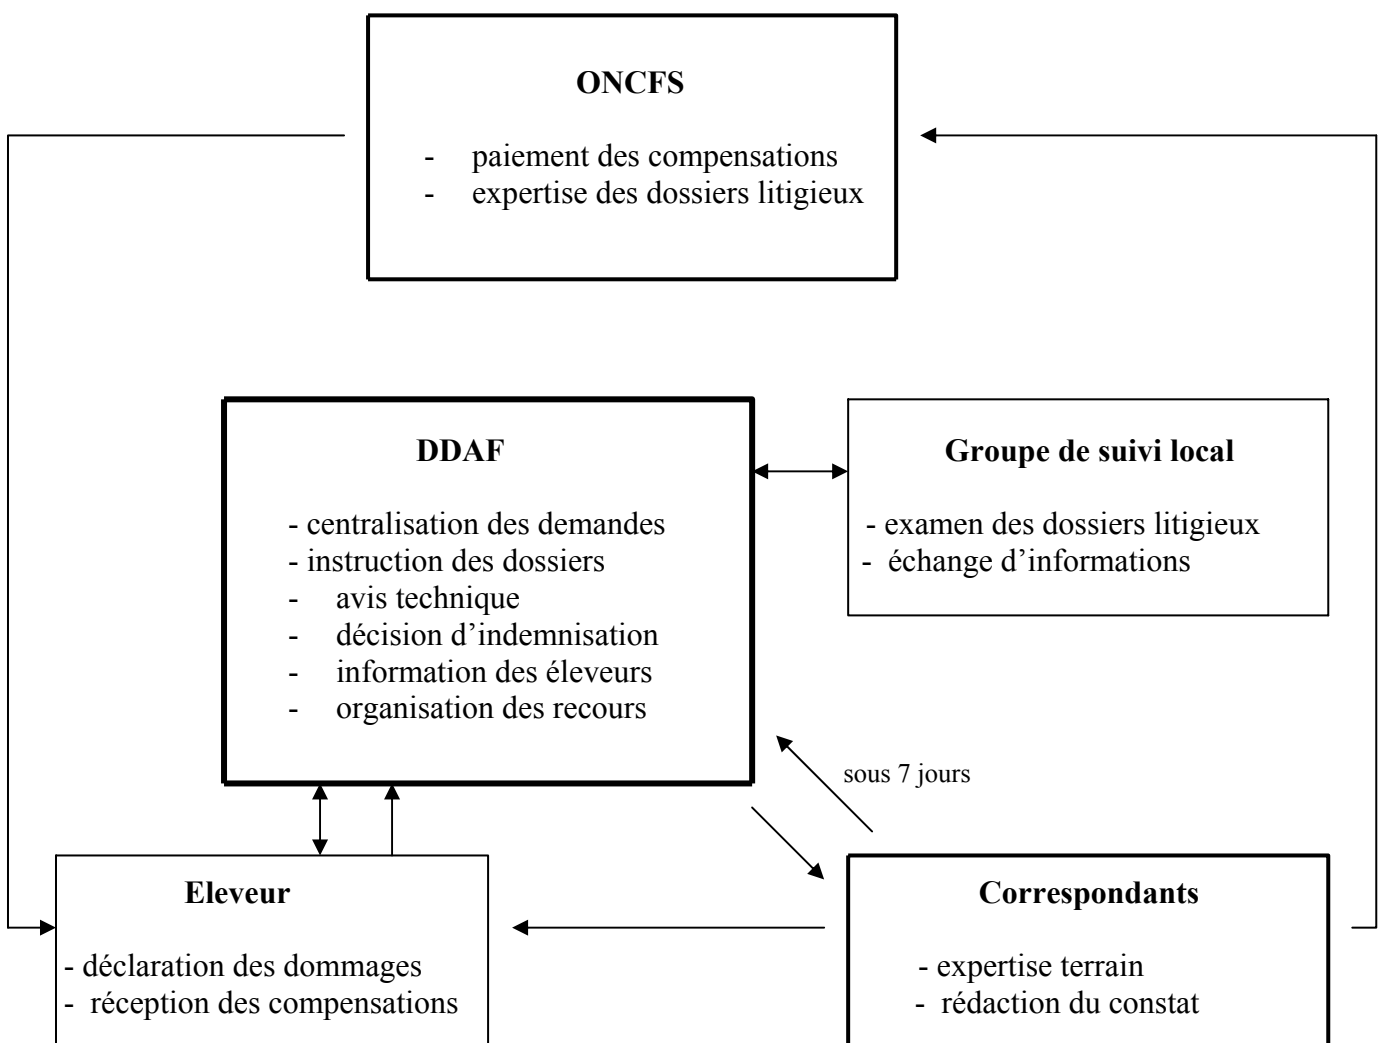 ONCFS
- paiement des compensations
- expertise des dossiers litigieux
DDAF
- centralisation des demandes
- instruction des dossiers
- avis technique
- décision d’indemnisation
- information des éleveurs
- organisation des recours
Groupe de suivi local
- examen des dossiers litigieux
- échange d’informations
sous 7 jours
Eleveur
- déclaration des dommages
- réception des compensations
Correspondants
- expertise terrain
- rédaction du constat